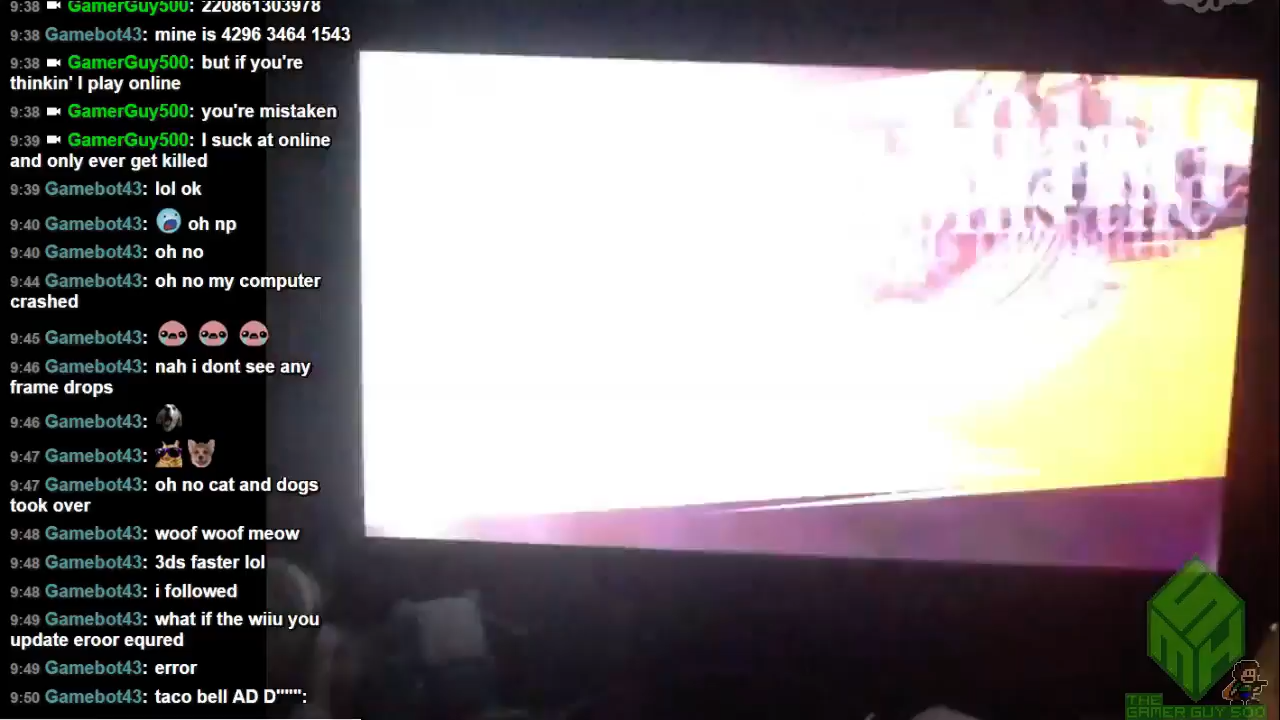 9:38 GamerGuy500: 220861303978
9:38 Gamebot43: mine is 4296 3464 1543
9:38 GamerGuy500: but if you're
thinkin' I play online
9:38 GamerGuy500: you're mistaken
9:39 GamerGuy500: I suck at online
and only ever get killed
9:39 Gamebot43: lol ok
9:40 Gamebot43: oh np
9:40 Gamebot43: oh no
9:44 Gamebot43: oh no my computer
crashed
9:45 Gamebot43:
9:46 Gamebot43: nah i dont see any
frame drops
9:46 Gamebot43:
9:47 Gamebot43:
9:47 Gamebot43: oh no cat and dogs
took over
9:48 Gamebot43: woof woof meow
9:48 Gamebot43: 3ds faster lol
9:48 Gamebot43: i followed
9:49 Gamebot43: what if the wiiu you
update eroor equred
9:49 Gamebot43: error
9:50 Gamebot43: taco bell AD D""":
SMH
THE
GAMER GUY 500